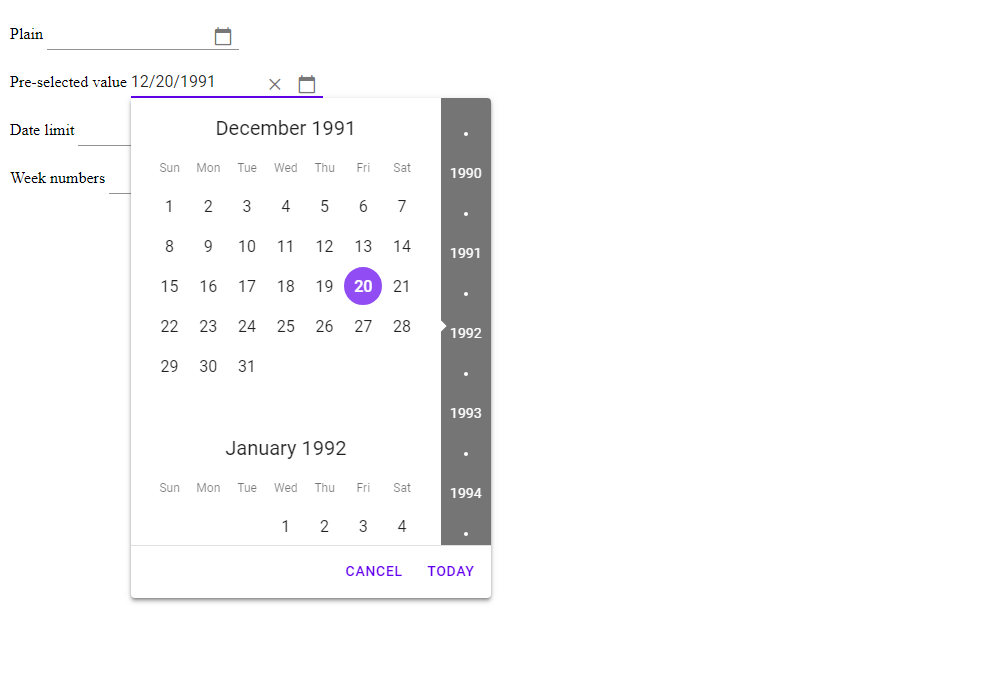 Plain
Pre-selected value 12/20/1991
Date limit
Week numbers
December 1991
Sun Mon Tue Wed Thu Fri Sat
1 2 3 4 5 6 7
8 9 10 11 12 13 14
15 16 17 18 19 20 21
22 23 24 25 26 27 28
29 30 31
January 1992
Sun Mon Tue Wed Thu Fri Sat
1 2 3 4
1990
1991
1992
1993
1994
CANCEL TODAY